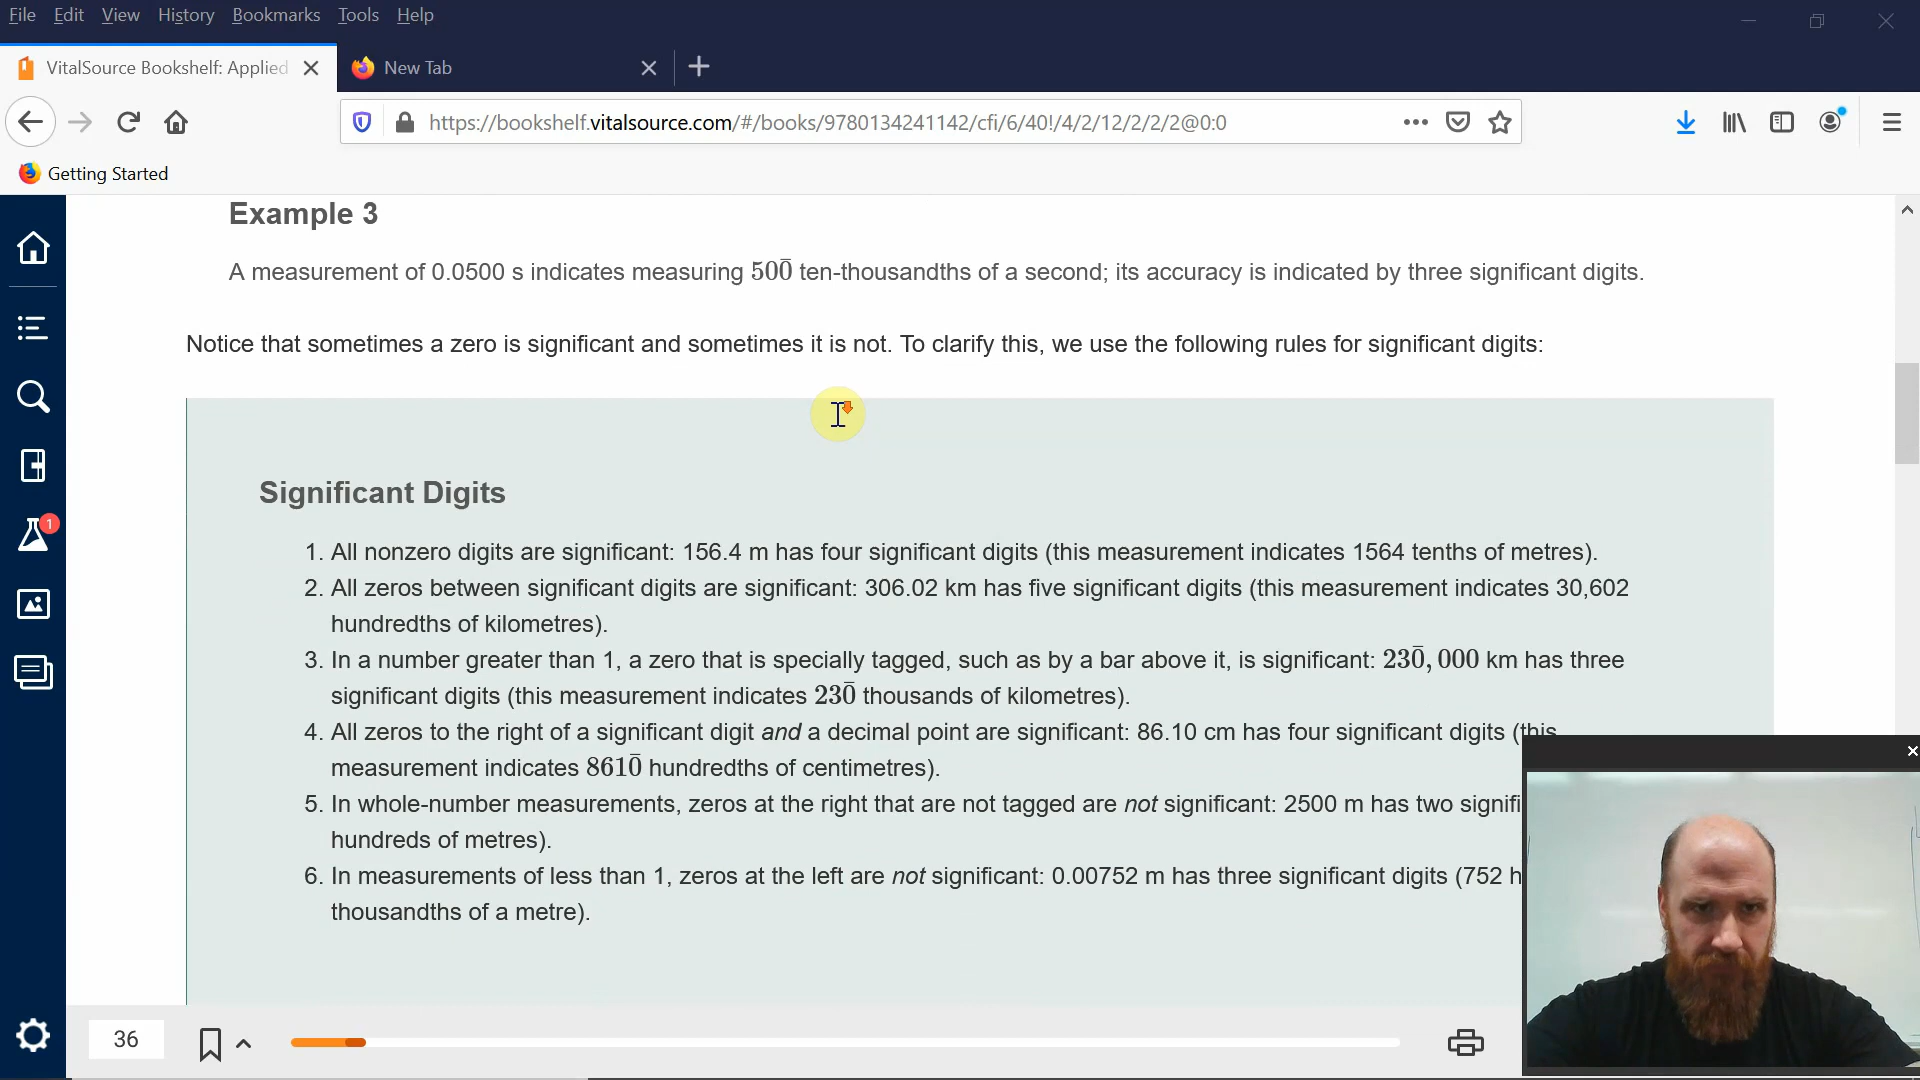 File Edit View History Bookmarks Tools Help
VitalSource Bookshelf: Applied
New Tab
https://bookshelf.vitalsource.com/#/books/9780134241142/cfi/6/40!/4/2/12/2/2/2@0:0
Getting Started
Example 3
A measurement of 0.0500 s indicates measuring 500̅ ten-thousandths of a second; its accuracy is indicated by three significant digits.
Notice that sometimes a zero is significant and sometimes it is not. To clarify this, we use the following rules for significant digits:
Significant Digits
1. All nonzero digits are significant: 156.4 m has four significant digits (this measurement indicates 1564 tenths of metres).
2. All zeros between significant digits are significant: 306.02 km has five significant digits (this measurement indicates 30,602
hundredths of kilometres).
3. In a number greater than 1, a zero that is specially tagged, such as by a bar above it, is significant: 230̅,000 km has three
significant digits (this measurement indicates 230̅ thousands of kilometres).
4. All zeros to the right of a significant digit and a decimal point are significant: 86.10 cm has four significant digits (this
measurement indicates 8610̅ hundredths of centimetres).
5. In whole-number measurements, zeros at the right that are not tagged are not significant: 2500 m has two signifi
hundreds of metres).
6. In measurements of less than 1, zeros at the left are not significant: 0.00752 m has three significant digits (752 h
thousandths of a metre).
1
36